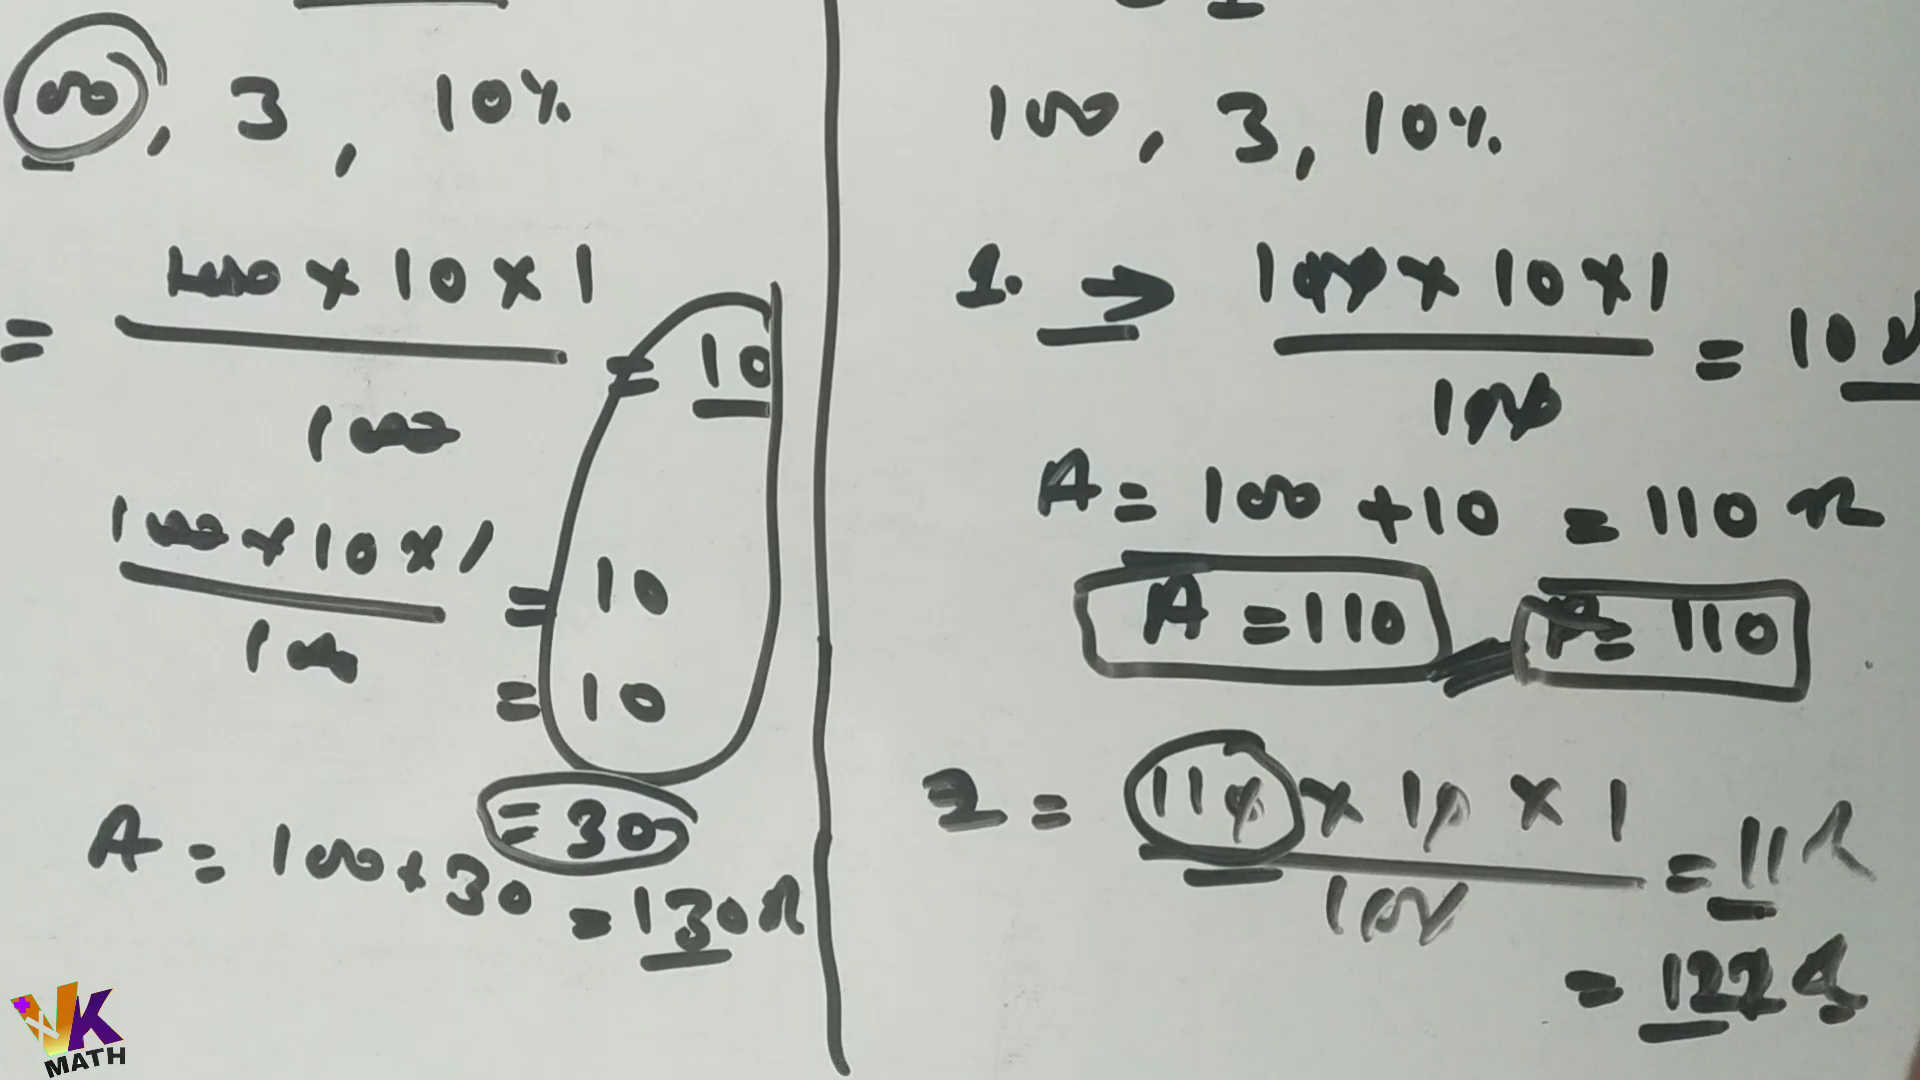 100, 3, 10%
= 100 × 10 × 1
100
= 10
100 × 10 × 1
100
= 10
= 10
= 30
A = 100 + 30 = 130
100, 3, 10%
1. → 100 × 10 × 1
100
= 10
A = 100 + 10 = 110
A = 110
P = 110
2 = 110 × 10 × 1
100
= 11
= 122
VK
MATH